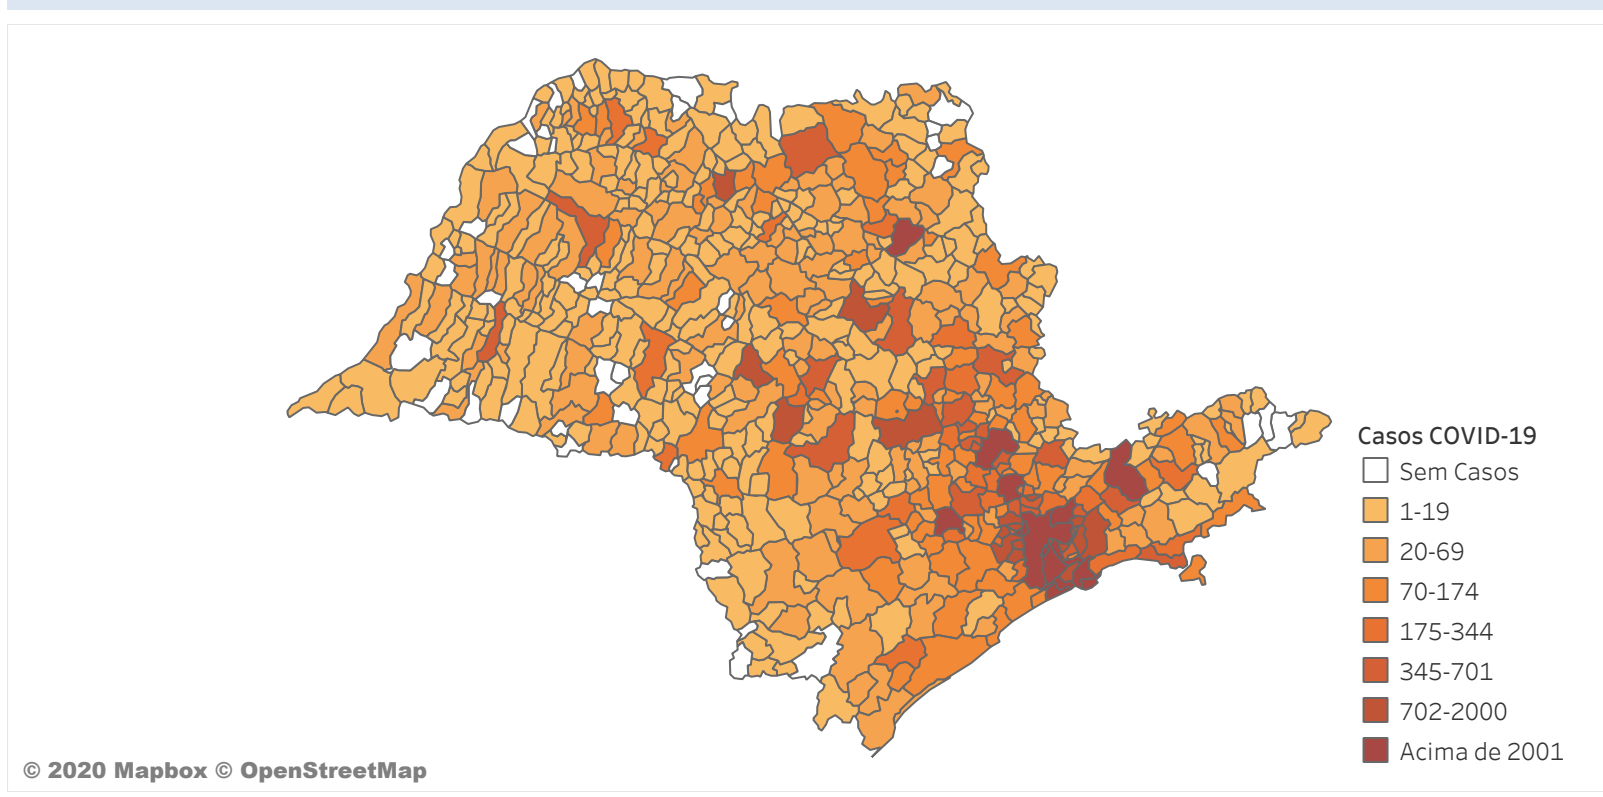 Casos COVID-19
Sem Casos
1-19
20-69
70-174
175-344
345-701
702-2000
Acima de 2001
© 2020 Mapbox © OpenStreetMap